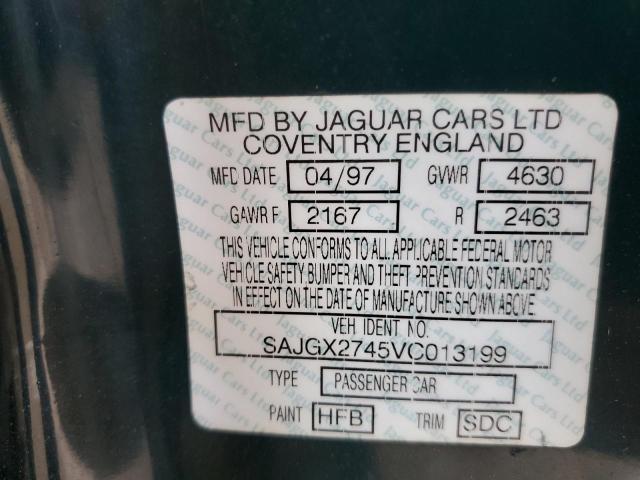 MFD BY JAGUAR CARS LTD
COVENTRY ENGLAND
MFC DATE 04/97 GVWR 4630
GAWR F 2167 R 2463
THIS VEHICLE CONFORMS TO ALL APPLICABLE FEDERAL MOTOR
VEHICLE SAFETY BUMPER AND THEFT PREVENTION STANDARDS
IN EFFECT ON THE DATE OF MANUFACTURE SHOWN ABOVE.
VEH IDENT NO.
SAJGX2745VC013199
TYPE PASSENGER CAR
PAINT HFB TRIM SDC